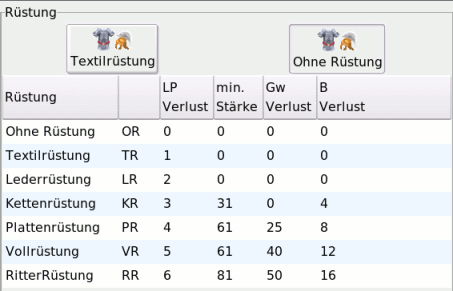 Rüstung
Textilrüstung Ohne Rüstung
Rüstung LP Verlust min. Stärke Gw Verlust B Verlust
Ohne Rüstung OR 0 0 0 0
Textilrüstung TR 1 0 0 0
Lederrüstung LR 2 0 0 0
Kettenrüstung KR 3 31 0 4
Plattenrüstung PR 4 61 25 8
Vollrüstung VR 5 61 40 12
RitterRüstung RR 6 81 50 16